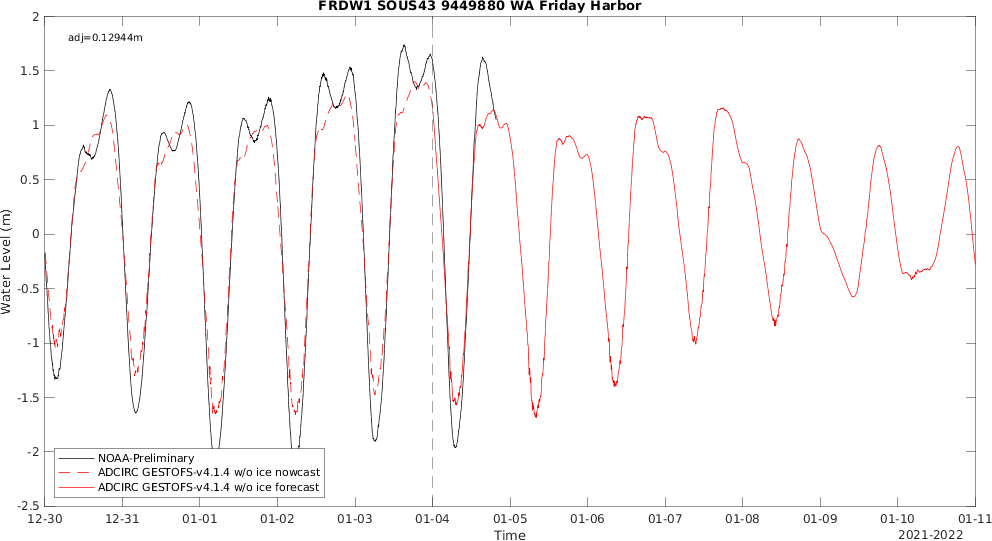 FRDW1 SOUS43 9449880 WA Friday Harbor
adj=0.12944m
2
1.5
1
0.5
0
-0.5
-1
-1.5
-2
-2.5
Water Level (m)
NOAA-Preliminary
ADCIRC GESTOFS-v4.1.4 w/o ice nowcast
ADCIRC GESTOFS-v4.1.4 w/o ice forecast
12-30 12-31 01-01 01-02 01-03 01-04 01-05 01-06 01-07 01-08 01-09 01-10 01-11
Time
2021-2022